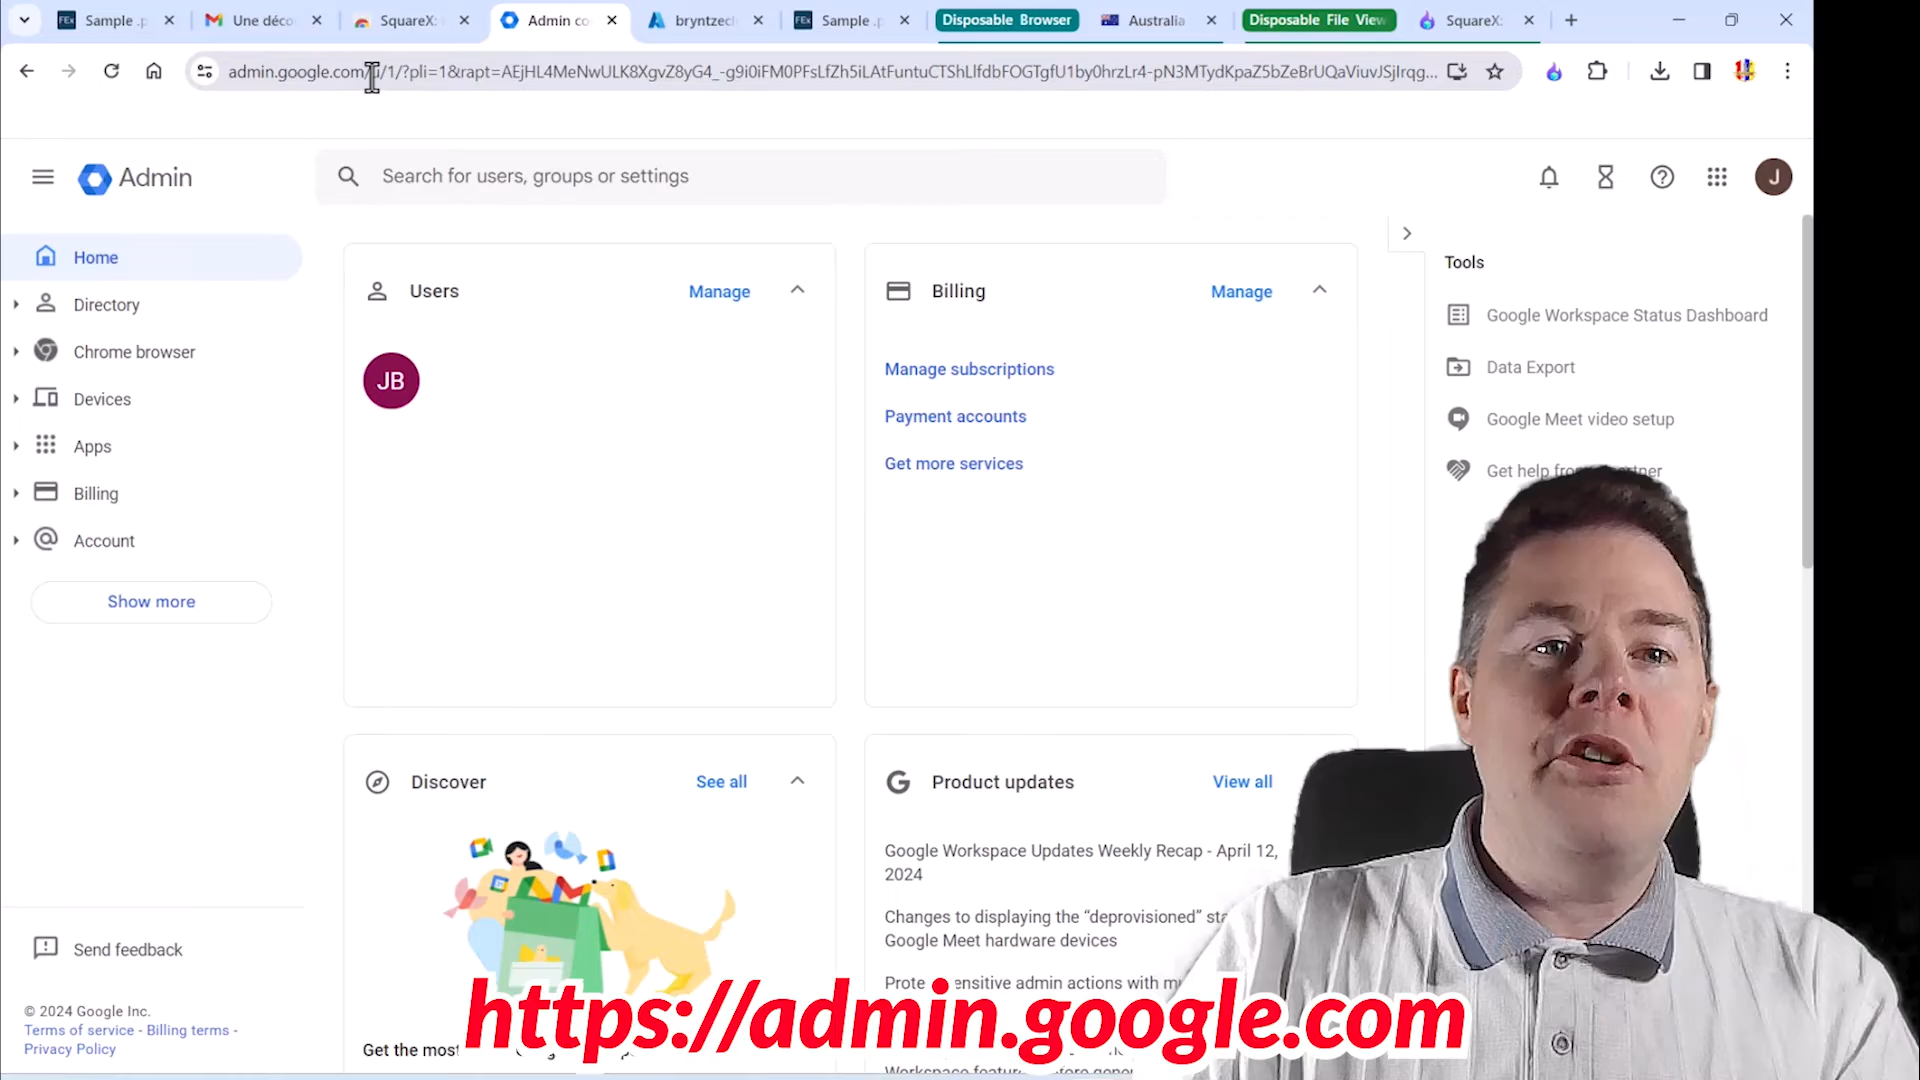 Sample .p
Une déco
SquareX:
Admin co
bryntzecl
Sample .p
Disposable Browser
Australia
Disposable File View
SquareX:
admin.google.com/u/1/?pli=1&rapt=
Admin
Search for users, groups or settings
J
Home
Directory
Chrome browser
Devices
Apps
Billing
Account
Show more
Send feedback
© 2024 Google Inc.
Terms of service - Billing terms -
Privacy Policy
Users
Manage
JB
Billing
Manage
Manage subscriptions
Payment accounts
Get more services
Tools
Google Workspace Status Dashboard
Data Export
Google Meet video setup
Get help from
Discover
See all
Get the most
Product updates
View all
Google Workspace Updates Weekly Recap - April 12,
2024
Changes to displaying the “deprovisioned” sta
Google Meet hardware devices
Prote
ensitive admin actions with mu
https://admin.google.com